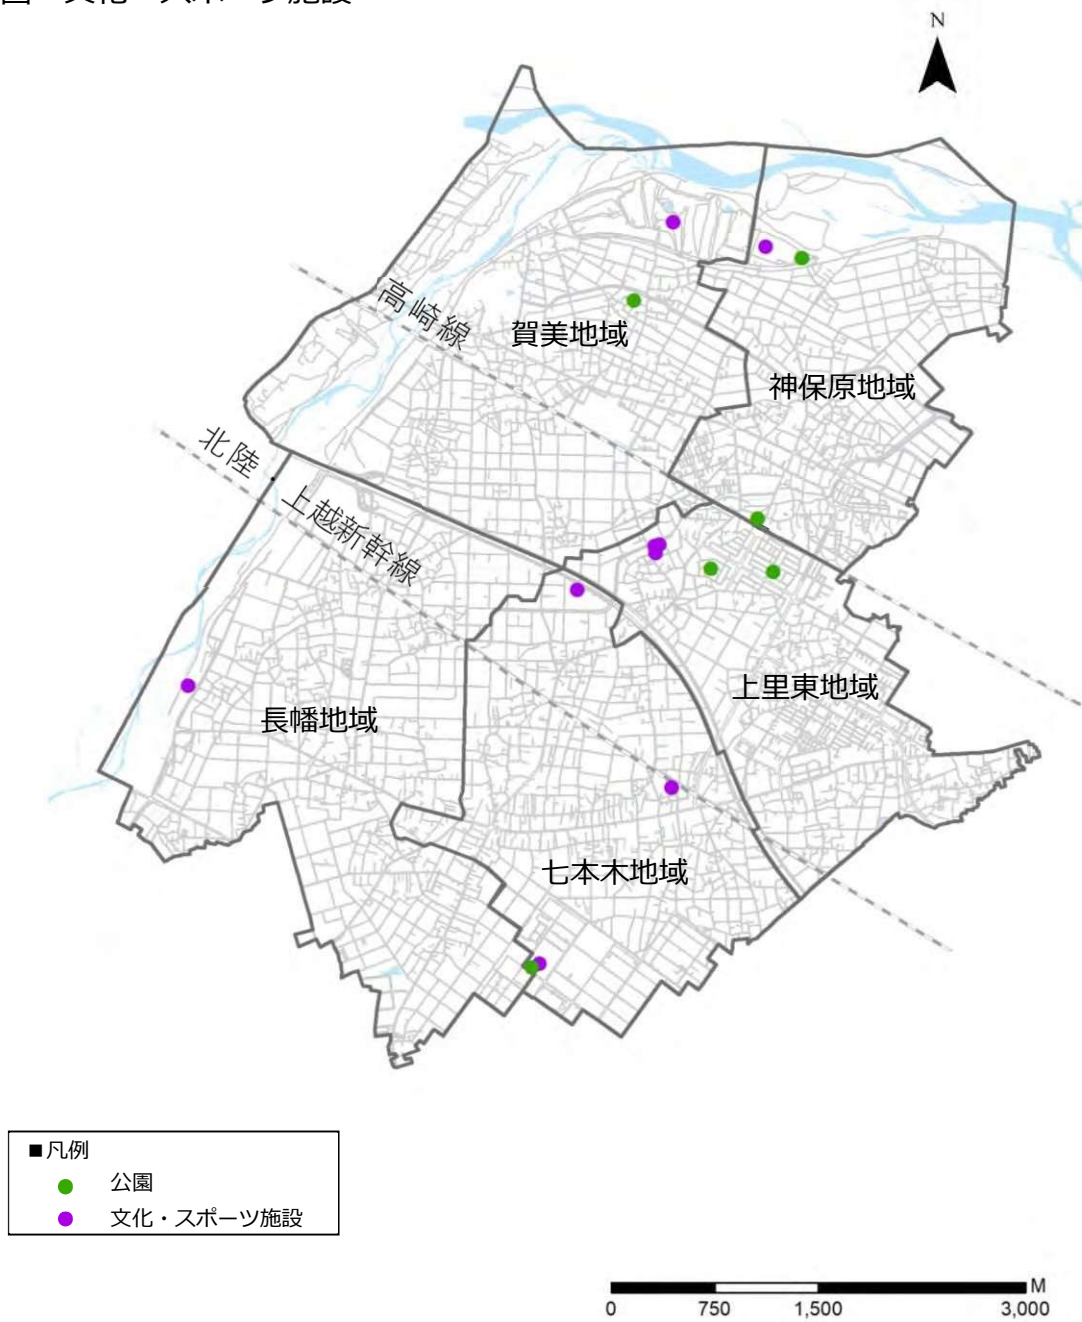 N
高崎線
賀美地域
神保原地域
北陸・上越新幹線
上里東地域
長幡地域
七本木地域
■凡例
公園
文化・スポーツ施設
M
0 750 1,500 3,000